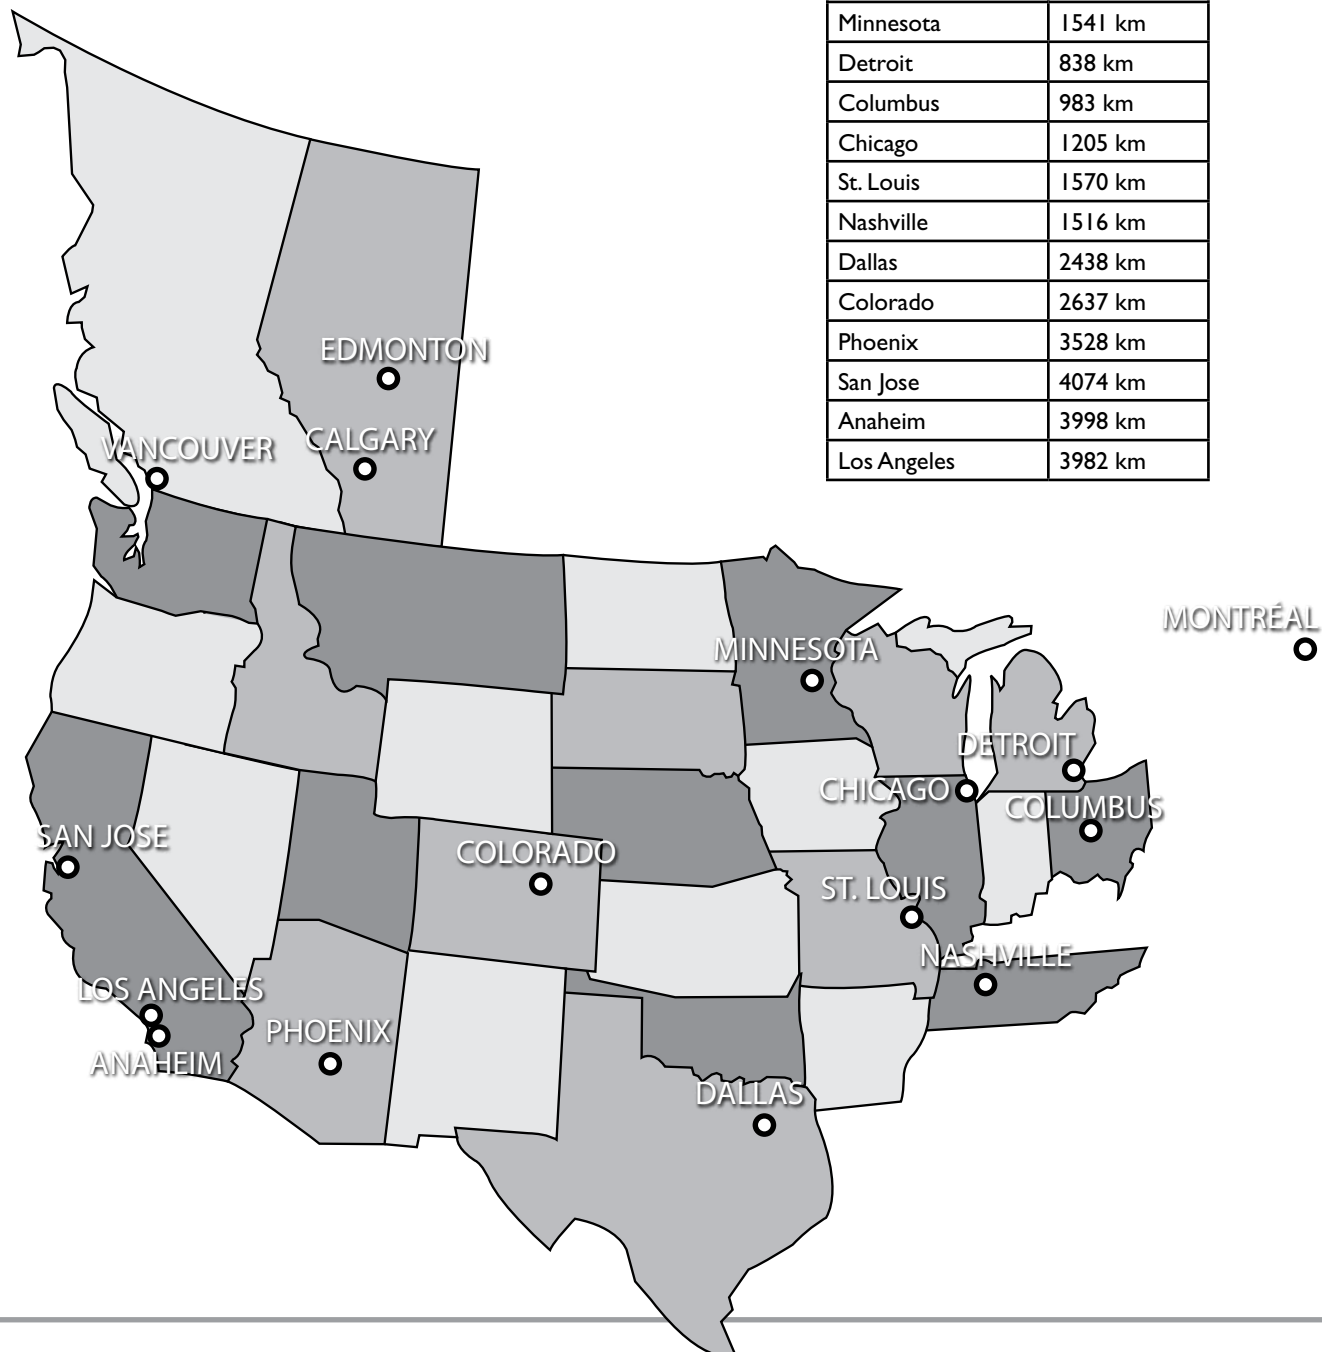 Minnesota 1541 km
Detroit 838 km
Columbus 983 km
Chicago 1205 km
St. Louis 1570 km
Nashville 1516 km
Dallas 2438 km
Colorado 2637 km
Phoenix 3528 km
San Jose 4074 km
Anaheim 3998 km
Los Angeles 3982 km
EDMONTON
CALGARY
VANCOUVER
MONTRÉAL
MINNESOTA
DETROIT
CHICAGO
COLUMBUS
SAN JOSE
COLORADO
ST. LOUIS
NASHVILLE
LOS ANGELES
PHOENIX
ANAHEIM
DALLAS